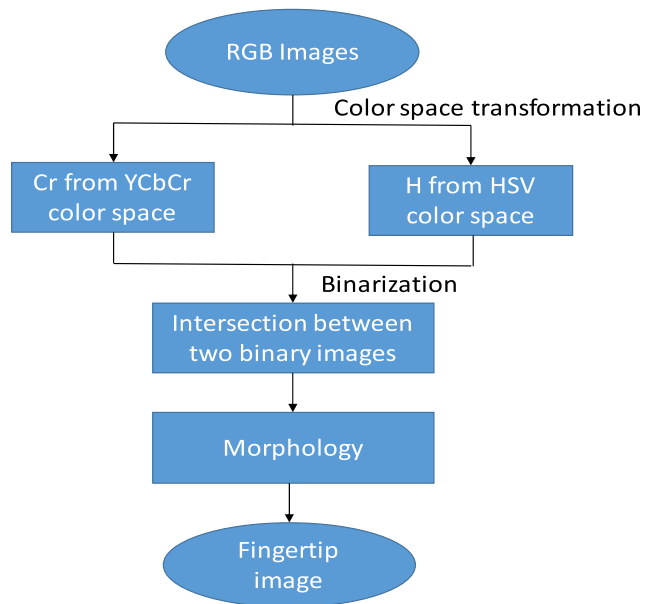 RGB Images
Color space transformation
Cr from YCbCr
color space
H from HSV
color space
Binarization
Intersection between
two binary images
Morphology
Fingertip
image